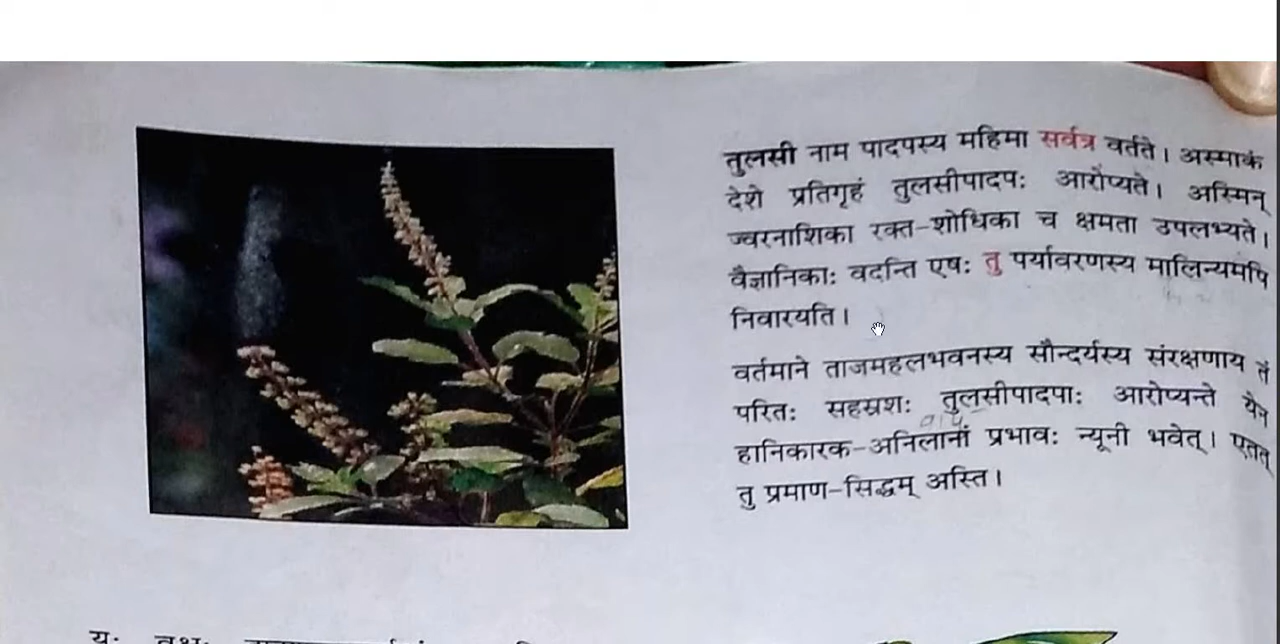 तुलसी नाम पादपस्य महिमा सर्वत्र वर्तते। अस्माकं
देशे प्रतिगृहं तुलसीपादपः आरोप्यते। अस्मिन्
ज्वरनाशिका रक्त-शोधिका च क्षमता उपलभ्यते।
वैज्ञानिकाः वदन्ति एषः तु पर्यावरणस्य मालिन्यमपि
निवारयति।
वर्तमाने ताजमहलभवनस्य सौन्दर्यस्य संरक्षणाय तं
परितः सहस्रशः तुलसीपादपाः आरोप्यन्ते येन
हानिकारक-अनिलानां प्रभावः न्यूनी भवेत्। एतत्
तु प्रमाण-सिद्धम् अस्ति।